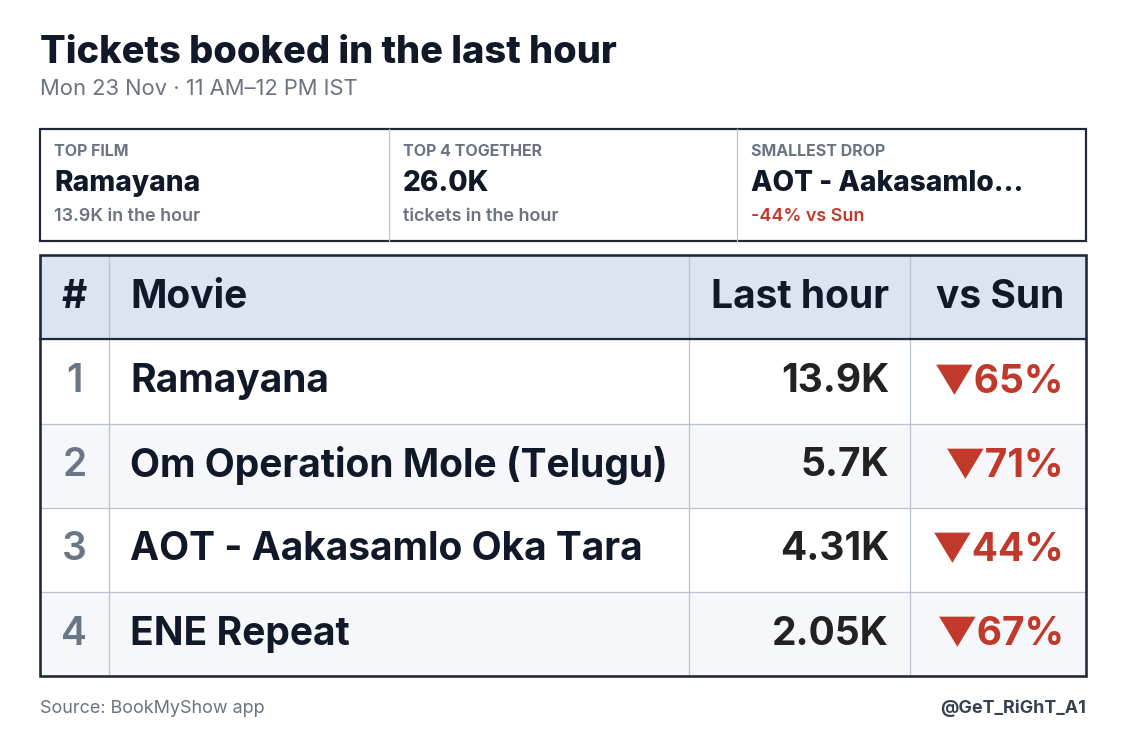 Tickets booked in the last hour
Mon 23 Nov · 11 AM–12 PM IST
TOP FILM
Ramayana
13.9K in the hour
TOP 4 TOGETHER
26.0K
tickets in the hour
SMALLEST DROP
AOT - Aakasamlo...
-44% vs Sun
# Movie Last hour vs Sun
1 Ramayana 13.9K ▼65%
2 Om Operation Mole (Telugu) 5.7K ▼71%
3 AOT - Aakasamlo Oka Tara 4.31K ▼44%
4 ENE Repeat 2.05K ▼67%
Source: BookMyShow app
@GeT_RiGhT_A1